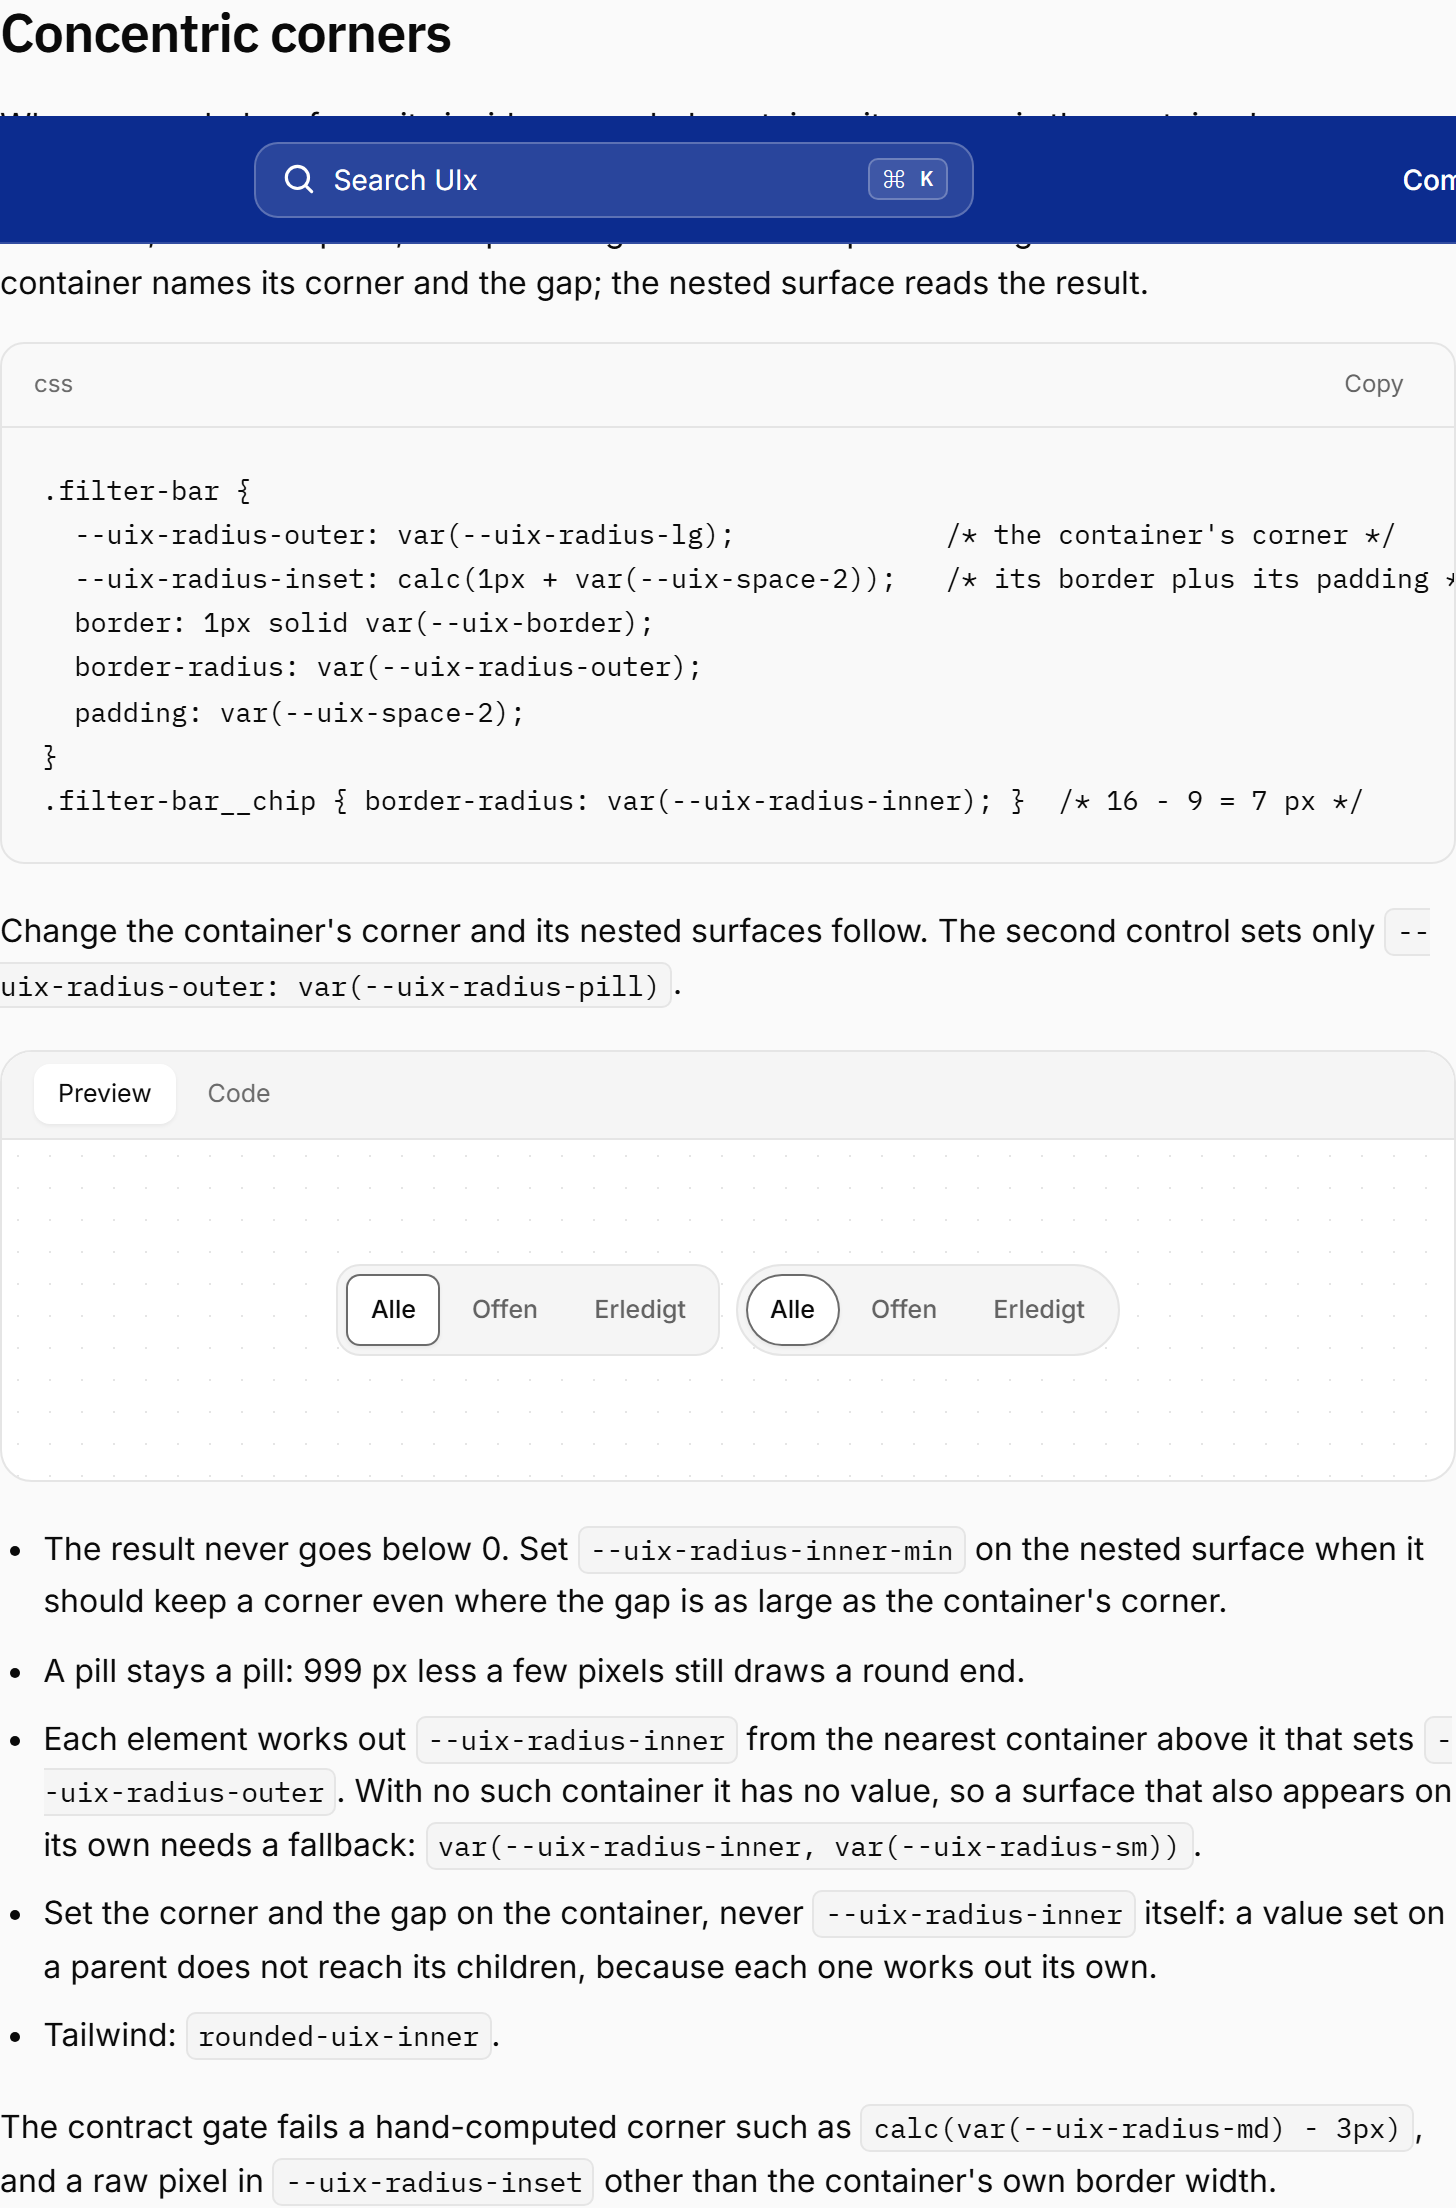 Concentric corners
Search UIx
⌘ K
container names its corner and the gap; the nested surface reads the result.
css
Copy
.filter-bar {
--uix-radius-outer: var(--uix-radius-lg); /* the container's corner */
--uix-radius-inset: calc(1px + var(--uix-space-2)); /* its border plus its padding *
border: 1px solid var(--uix-border);
border-radius: var(--uix-radius-outer);
padding: var(--uix-space-2);
}
.filter-bar__chip { border-radius: var(--uix-radius-inner); } /* 16 - 9 = 7 px */
Change the container's corner and its nested surfaces follow. The second control sets only --
uix-radius-outer: var(--uix-radius-pill).
Preview Code
Alle Offen Erledigt Alle Offen Erledigt
• The result never goes below 0. Set --uix-radius-inner-min on the nested surface when it
should keep a corner even where the gap is as large as the container's corner.
• A pill stays a pill: 999 px less a few pixels still draws a round end.
• Each element works out --uix-radius-inner from the nearest container above it that sets -
-uix-radius-outer. With no such container it has no value, so a surface that also appears on
its own needs a fallback: var(--uix-radius-inner, var(--uix-radius-sm)).
• Set the corner and the gap on the container, never --uix-radius-inner itself: a value set on
a parent does not reach its children, because each one works out its own.
• Tailwind: rounded-uix-inner.
The contract gate fails a hand-computed corner such as calc(var(--uix-radius-md) - 3px),
and a raw pixel in --uix-radius-inset other than the container's own border width.